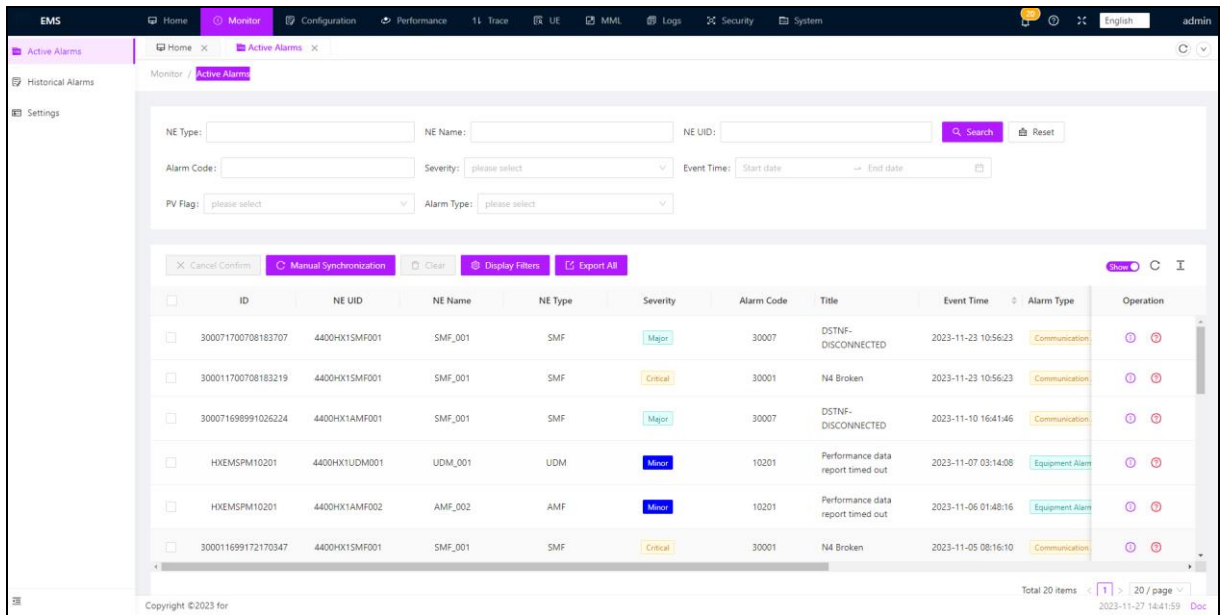 EMS Home Monitor Configuration Performance Trace UE MML Logs Security System 20 English admin
Active Alarms
Historical Alarms
Settings
Home Active Alarms
Monitor / Active Alarms
NE Type: NE Name: NE UID: Search Reset
Alarm Code: Severity: please select Event Time: Start date → End date
PV Flag: please select Alarm Type: please select
Cancel Confirm Manual Synchronization Clear Display Filters Export All Show
ID NE UID NE Name NE Type Severity Alarm Code Title Event Time Alarm Type Operation
300071700708183707 4400HX1SMF001 SMF_001 SMF Major 30007 DSTNF-
DISCONNECTED 2023-11-23 10:56:23 Communication
300011700708183219 4400HX1SMF001 SMF_001 SMF Critical 30001 N4 Broken 2023-11-23 10:56:23 Communication
300071698991026224 4400HX1AMF001 SMF_001 SMF Major 30007 DSTNF-
DISCONNECTED 2023-11-10 16:41:46 Communication
HXEMSPM10201 4400HX1UDM001 UDM_001 UDM Minor 10201 Performance data
report timed out 2023-11-07 03:14:08 Equipment Alarm
HXEMSPM10201 4400HX1AMF002 AMF_002 AMF Minor 10201 Performance data
report timed out 2023-11-06 01:48:16 Equipment Alarm
300011699172170347 4400HX1SMF001 SMF_001 SMF Critical 30001 N4 Broken 2023-11-05 08:16:10 Communication
Total 20 items < 1 > 20 / page
Copyright ©2023 for 2023-11-27 14:41:59 Doc